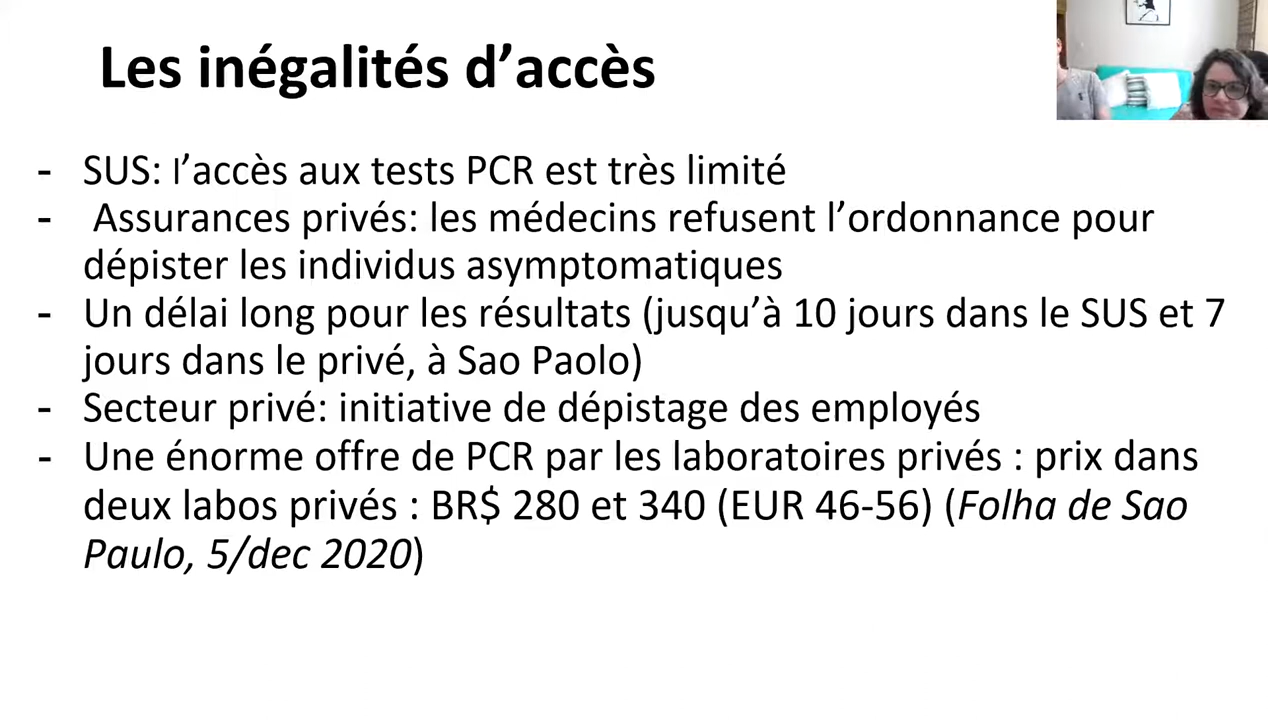 Les inégalités d’accès
- SUS: l’accès aux tests PCR est très limité
- Assurances privés: les médecins refusent l’ordonnance pour
dépister les individus asymptomatiques
- Un délai long pour les résultats (jusqu’à 10 jours dans le SUS et 7
jours dans le privé, à Sao Paolo)
- Secteur privé: initiative de dépistage des employés
- Une énorme offre de PCR par les laboratoires privés : prix dans
deux labos privés : BR$ 280 et 340 (EUR 46-56) (Folha de Sao
Paulo, 5/dec 2020)